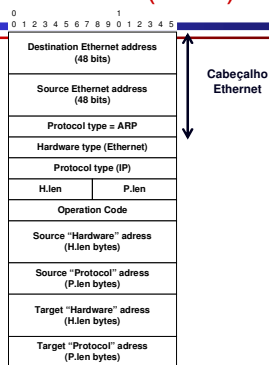 0 1
0 1 2 3 4 5 6 7 8 9 0 1 2 3 4 5
Destination Ethernet address
(48 bits)
Cabeçalho
Ethernet
Source Ethernet address
(48 bits)
Protocol type = ARP
Hardware type (Ethernet)
Protocol type (IP)
H.len P.len
Operation Code
Source “Hardware” adress
(H.len bytes)
Source “Protocol” adress
(P.len bytes)
Target “Hardware” adress
(H.len bytes)
Target “Protocol” adress
(P.len bytes)